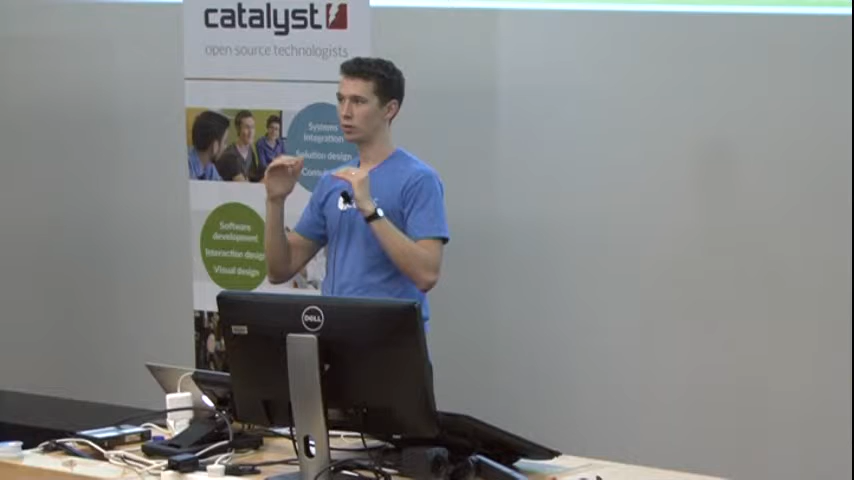 catalyst
open source technologists
Systems
integration
Solution design
Software
development
Interaction design
Visual design
DELL